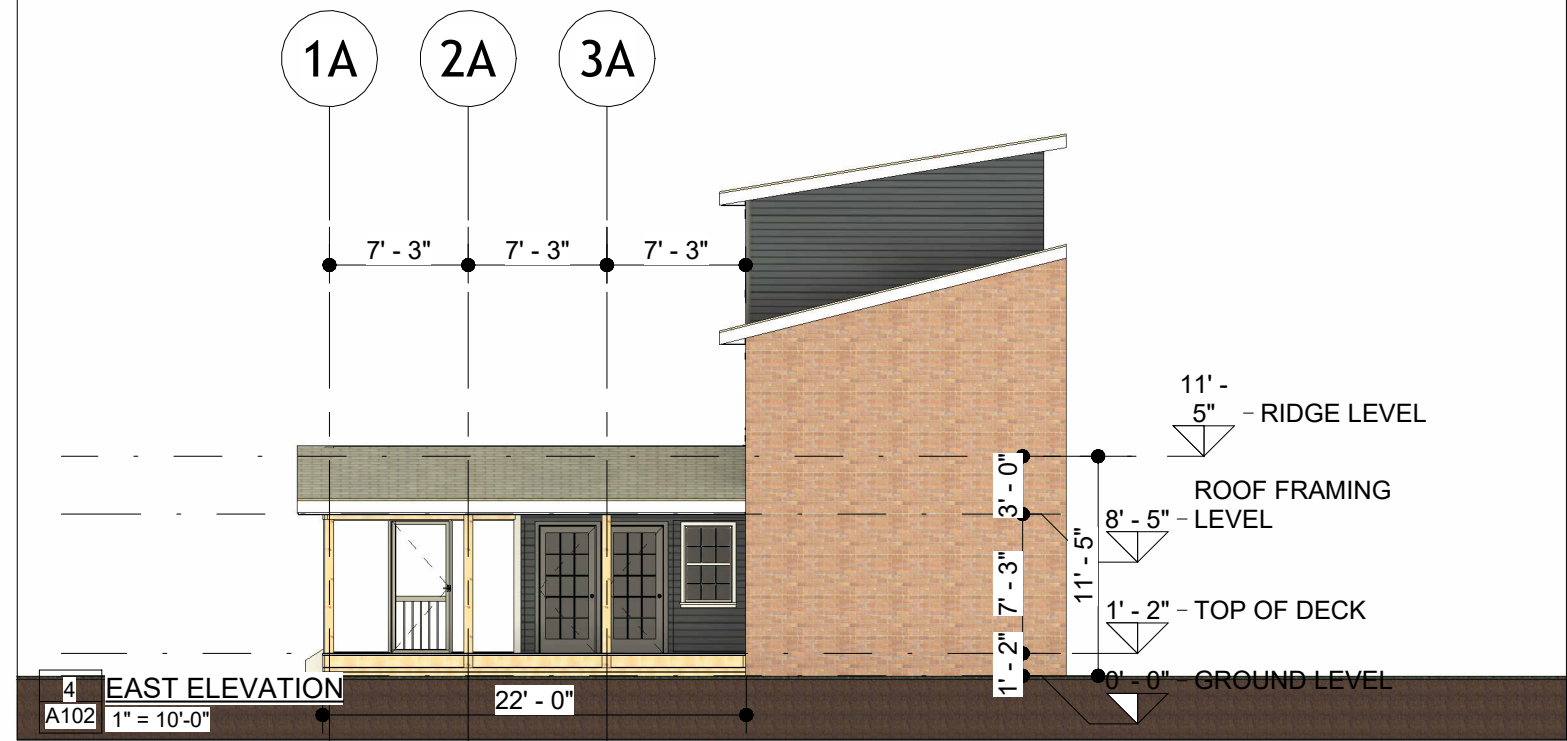 1A
2A
3A
7' - 3"
7' - 3"
7' - 3"
11' -
5"
RIDGE LEVEL
3' - 0"
ROOF FRAMING
8' - 5"
LEVEL
7' - 3"
11' - 5"
1' - 2"
TOP OF DECK
1' - 2"
0' - 0"
GROUND LEVEL
4
EAST ELEVATION
A102
1" = 10'-0"
22' - 0"